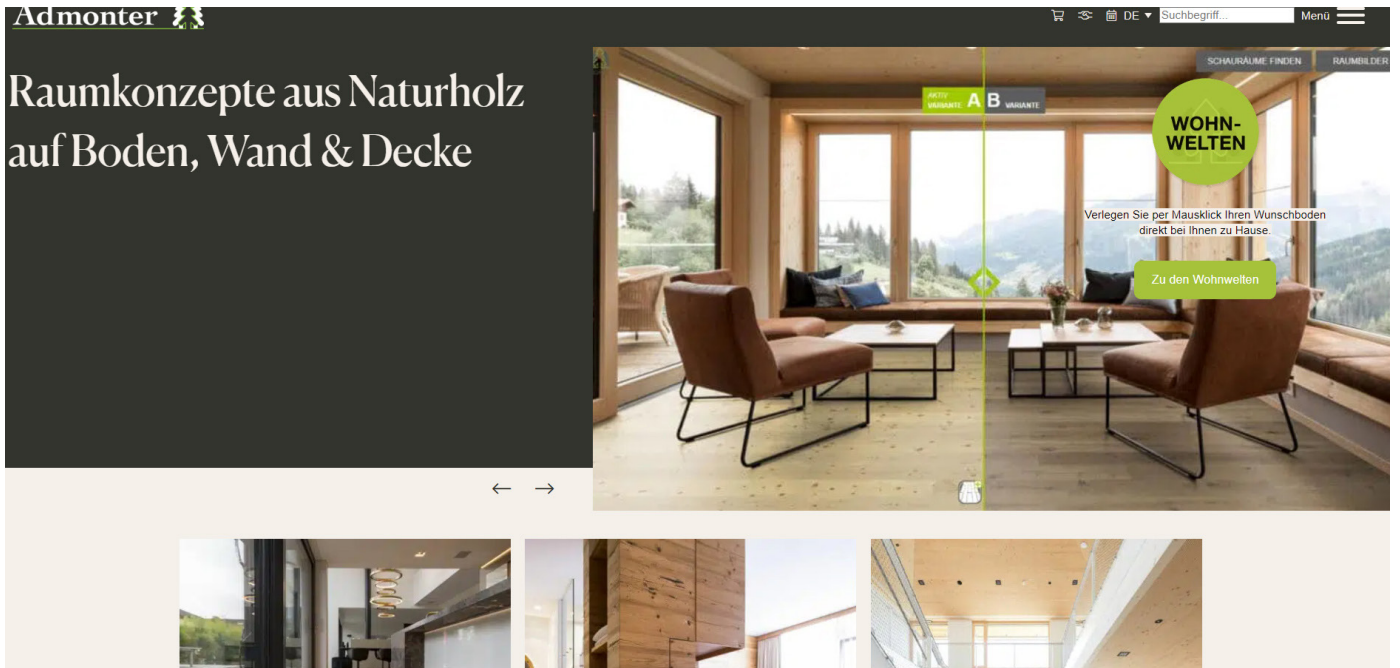 Admonter
DE ▼ Suchbegriff... Menü
Raumkonzepte aus Naturholz
auf Boden, Wand & Decke
SCHAURÄUME FINDEN RAUMBILDER
AKTIV
VARIANTE A B VARIANTE
WOHN-
WELTEN
Verlegen Sie per Mausklick Ihren Wunschboden
direkt bei Ihnen zu Hause.
Zu den Wohnwelten